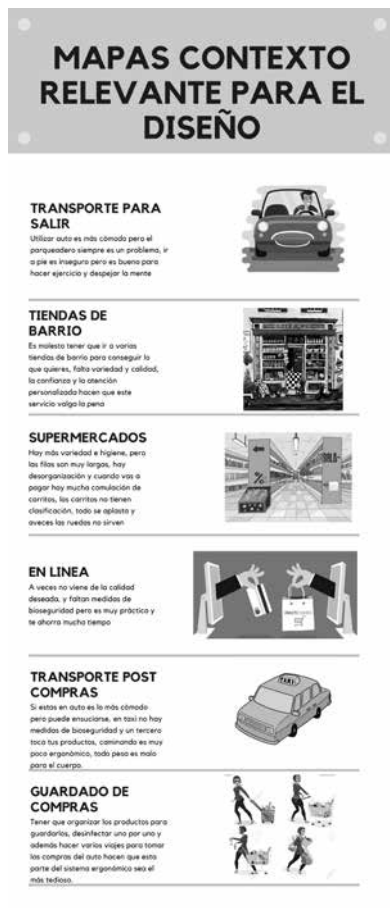 MAPAS CONTEXTO
RELEVANTE PARA EL
DISEÑO
TRANSPORTE PARA
SALIR
Utilizar auto es más cómodo pero el
parqueadero siempre es un problema, ir
a pie es inseguro pero es bueno para
hacer ejercicio y despejar la mente
TIENDAS DE
BARRIO
Es molesto tener que ir a varias
tiendas de barrio para conseguir lo
que quieres, falta variedad y calidad,
la confianza y la atención
personalizada hacen que este
servicio valga la pena
SUPERMERCADOS
Hay más variedad e higiene, pero
las filas son muy largas, hay
desorganización y cuando vas a
pagar hay mucha comulación de
carritos, los carritos no tienen
clasificación, todo se aplasta y
aveces las ruedas no sirven
%
EN LINEA
A veces no viene de la calidad
deseada, y faltan medidas de
bioseguridad pero es muy práctico y
te ahorra mucho tiempo
TRANSPORTE POST
COMPRAS
Si estas en auto es lo más cómodo
pero puede ensuciarse, en taxi no hay
medidas de bioseguridad y un tercero
toca tus productos, caminando es muy
poco ergonómico, todo peso es malo
para el cuerpo.
TAXI
GUARDADO DE
COMPRAS
Tener que organizar los productos para
guardarlos, desinfectar uno por uno y
además hacer varios viajes para tomar
las compras del auto hacen que esta
parte del sistema ergonómico sea el
más tedioso.